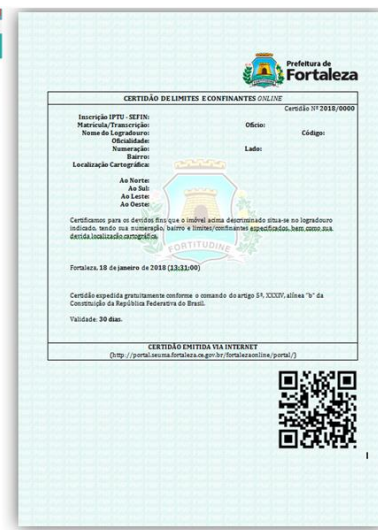 Prefeitura de
Fortaleza
CERTIDÃO DE LIMITES E CONFINANTES ONLINE
Certidão Nº 2018/0000
Inscrição IPTU - SEFIN:
Matrícula/Transcrição: Ofício:
Nome do Logradouro: Código:
Oficialidade:
Numeração: Lado:
Bairro:
Localização Cartográfica:
Ao Norte:
Ao Sul:
Ao Leste:
Ao Oeste:
Certificamos para os devidos fins que o imóvel acima descriminado situa-se no logradouro
indicado, tendo sua numeração, bairro e limites/confinantes especificados, bem como sua
devida localização cartográfica.
FORTITUDINE
Fortaleza, 18 de janeiro de 2018 (13:31:00)
Certidão expedida gratuitamente conforme o comando do artigo 5º, XXXIV, alínea "b" da
Constituição da República Federativa do Brasil.
Validade: 30 dias.
CERTIDÃO EMITIDA VIA INTERNET
(http://portal.seuma.fortaleza.ce.gov.br/fortalezaonline/portal/)